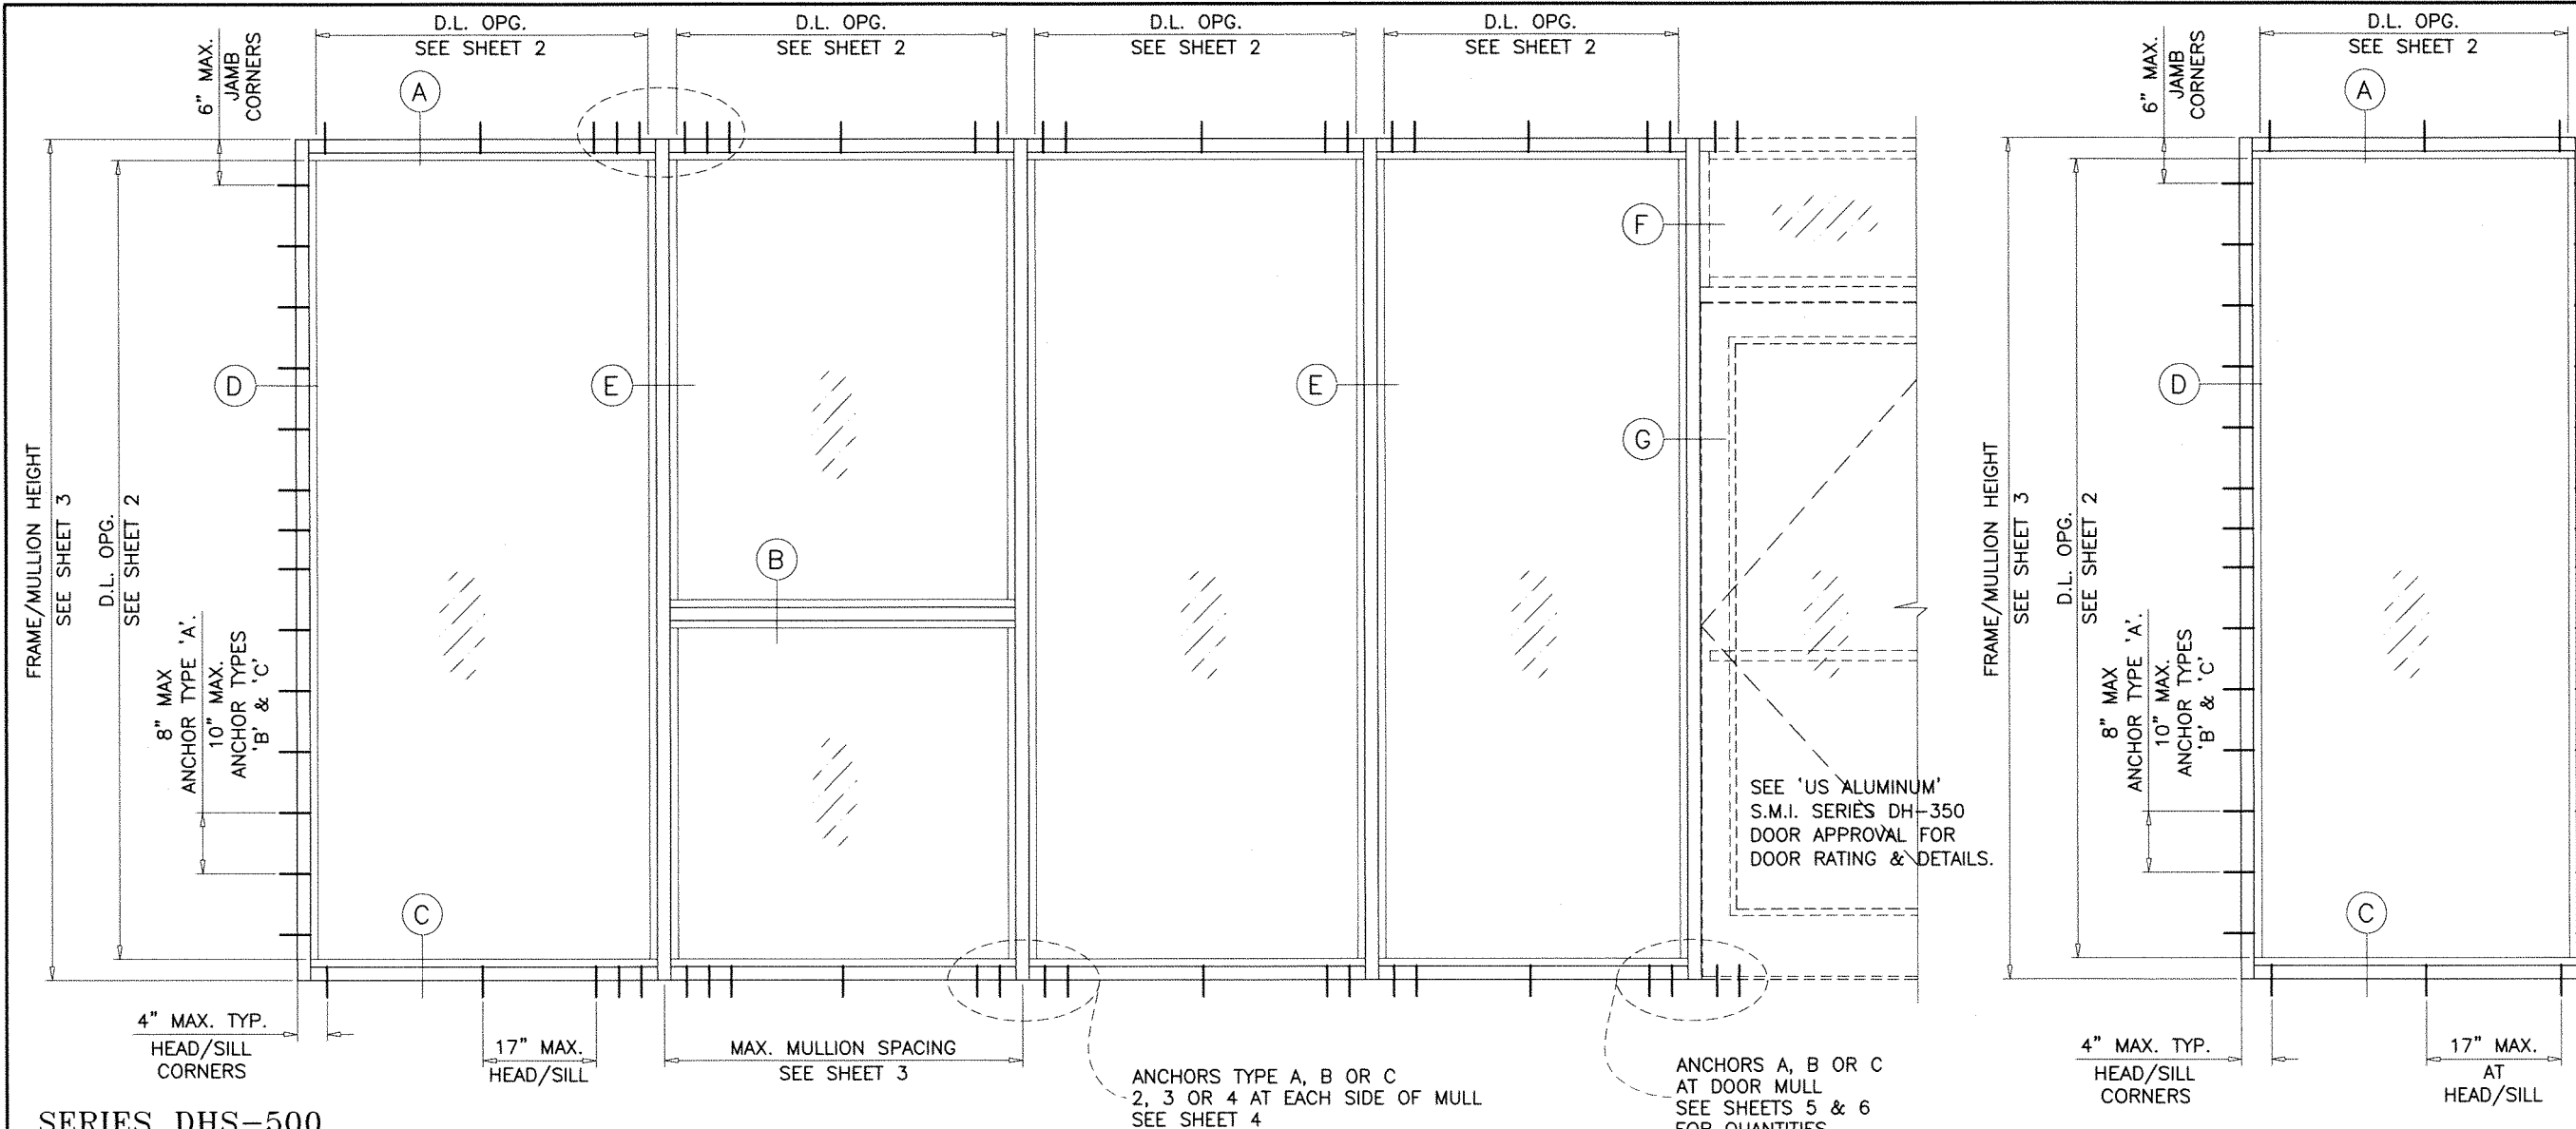 D.L. OPG.
SEE SHEET 2
D.L. OPG.
SEE SHEET 2
D.L. OPG.
SEE SHEET 2
D.L. OPG.
SEE SHEET 2
D.L. OPG.
SEE SHEET 2
6" MAX.
JAMB
CORNERS
A
6" MAX.
JAMB
CORNERS
A
F
D
E
E
D
G
FRAME/MULLION HEIGHT
SEE SHEET 3
D.L. OPG.
SEE SHEET 2
B
FRAME/MULLION HEIGHT
SEE SHEET 3
D.L. OPG.
SEE SHEET 2
8" MAX
ANCHOR TYPE 'A'.
10" MAX.
ANCHOR TYPES
'B' & 'C'
8" MAX
ANCHOR TYPE 'A'.
10" MAX.
ANCHOR TYPES
'B' & 'C'
SEE 'US ALUMINUM'
S.M.I. SERIES DH-350
DOOR APPROVAL FOR
DOOR RATING & DETAILS.
C
C
4" MAX. TYP.
HEAD/SILL
CORNERS
17" MAX.
HEAD/SILL
MAX. MULLION SPACING
SEE SHEET 3
ANCHORS TYPE A, B OR C
2, 3 OR 4 AT EACH SIDE OF MULL
SEE SHEET 4
ANCHORS A, B OR C
AT DOOR MULL
SEE SHEETS 5 & 6
FOR QUANTITIES
4" MAX. TYP.
HEAD/SILL
CORNERS
17" MAX.
AT
HEAD/SILL
SERIES DHS-500